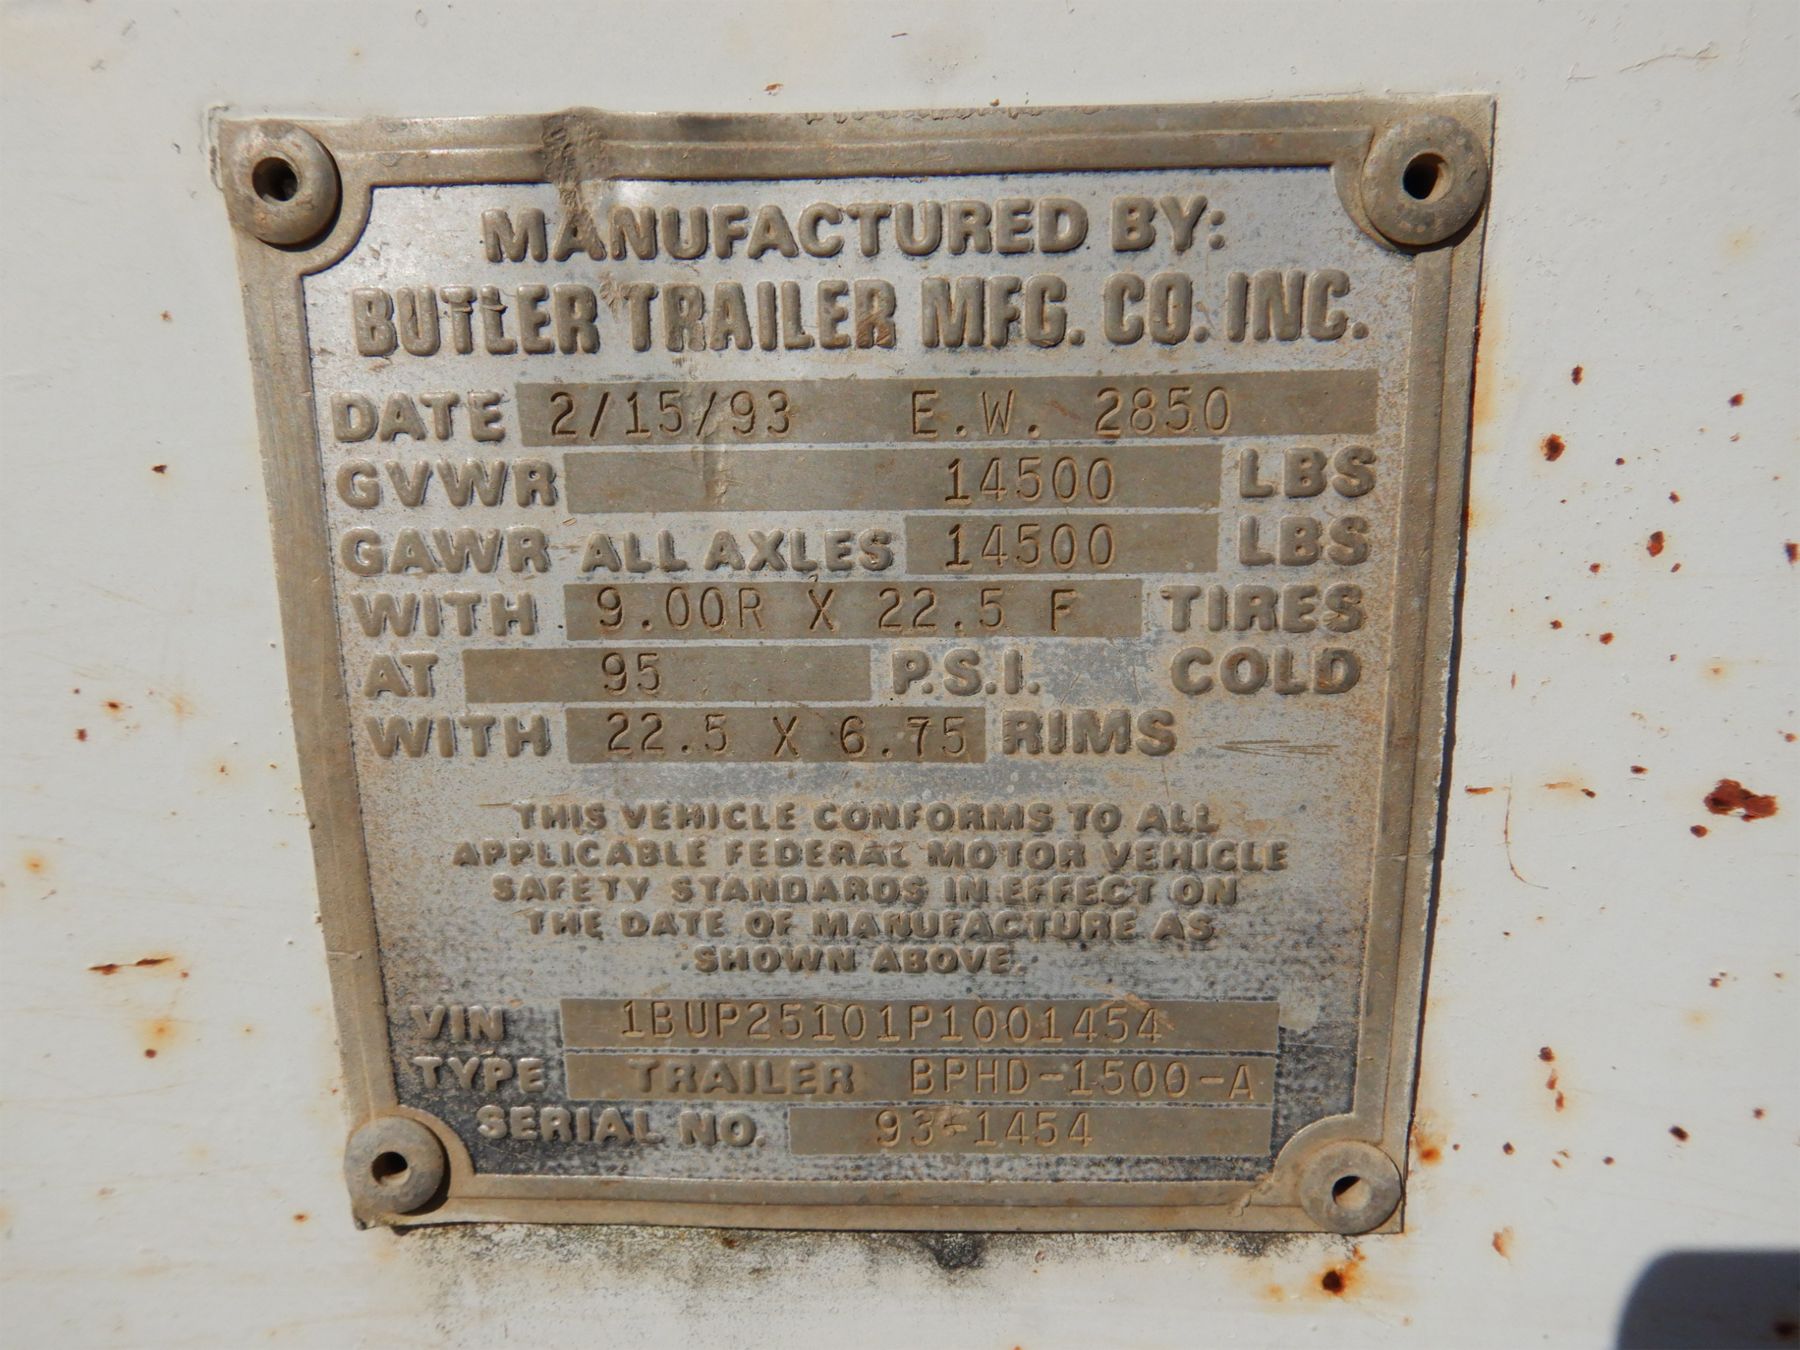 MANUFACTURED BY:
BUTLER TRAILER MFG. CO. INC.
DATE 2/15/93 E.W. 2850
GVWR 14500 LBS
GAWR ALL AXLES 14500 LBS
WITH 9.00R X 22.5 F TIRES
AT 95 P.S.I. COLD
WITH 22.5 X 6.75 RIMS
THIS VEHICLE CONFORMS TO ALL
APPLICABLE FEDERAL MOTOR VEHICLE
SAFETY STANDARDS IN EFFECT ON
THE DATE OF MANUFACTURE AS
SHOWN ABOVE.
VIN 1BUP25101P1001454
TYPE TRAILER BPHD-1500-A
SERIAL NO. 93-1454